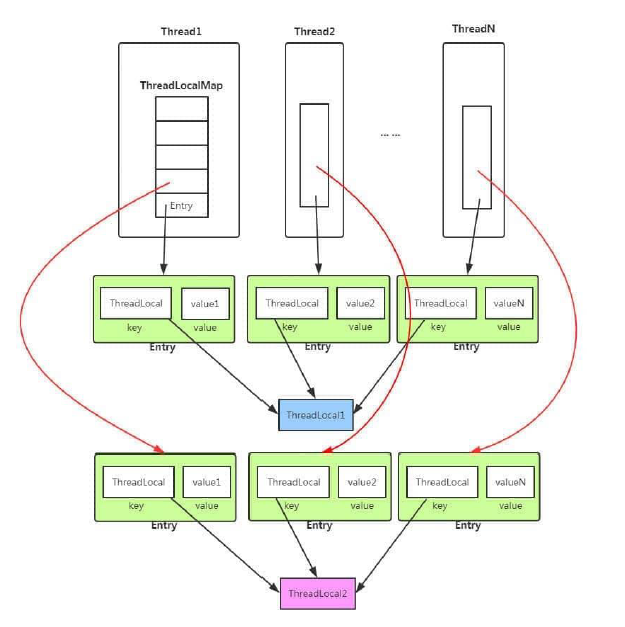 Thread1
Thread2
ThreadN
ThreadLocalMap
... ...
Entry
ThreadLocal
value1
key
value
Entry
ThreadLocal
value2
key
value
Entry
ThreadLocal
valueN
key
value
Entry
ThreadLocal1
ThreadLocal
value1
key
value
Entry
ThreadLocal
value2
key
value
Entry
ThreadLocal
valueN
key
value
Entry
ThreadLocal2